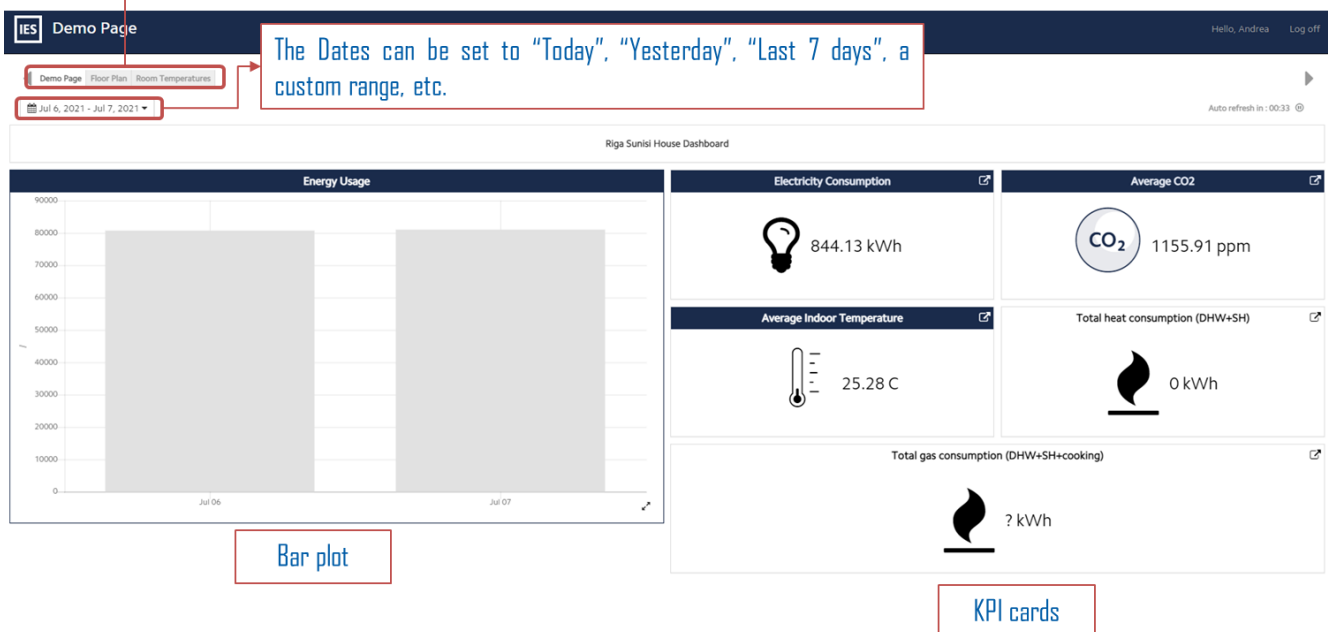 IES Demo Page
Hello, Andrea Log off
The Dates can be set to “Today”, “Yesterday”, “Last 7 days”, a
custom range, etc.
Demo Page Floor Plan Room Temperatures
Jul 6, 2021 - Jul 7, 2021
Auto refresh in : 00:33
Riga Sunisi House Dashboard
Energy Usage
90000
80000
70000
60000
50000
/
40000
30000
20000
10000
0
Jul 06 Jul 07
Electricity Consumption
844.13 kWh
Average CO2
CO2
1155.91 ppm
Average Indoor Temperature
25.28 C
Total heat consumption (DHW+SH)
0 kWh
Total gas consumption (DHW+SH+cooking)
? kWh
Bar plot
KPI cards